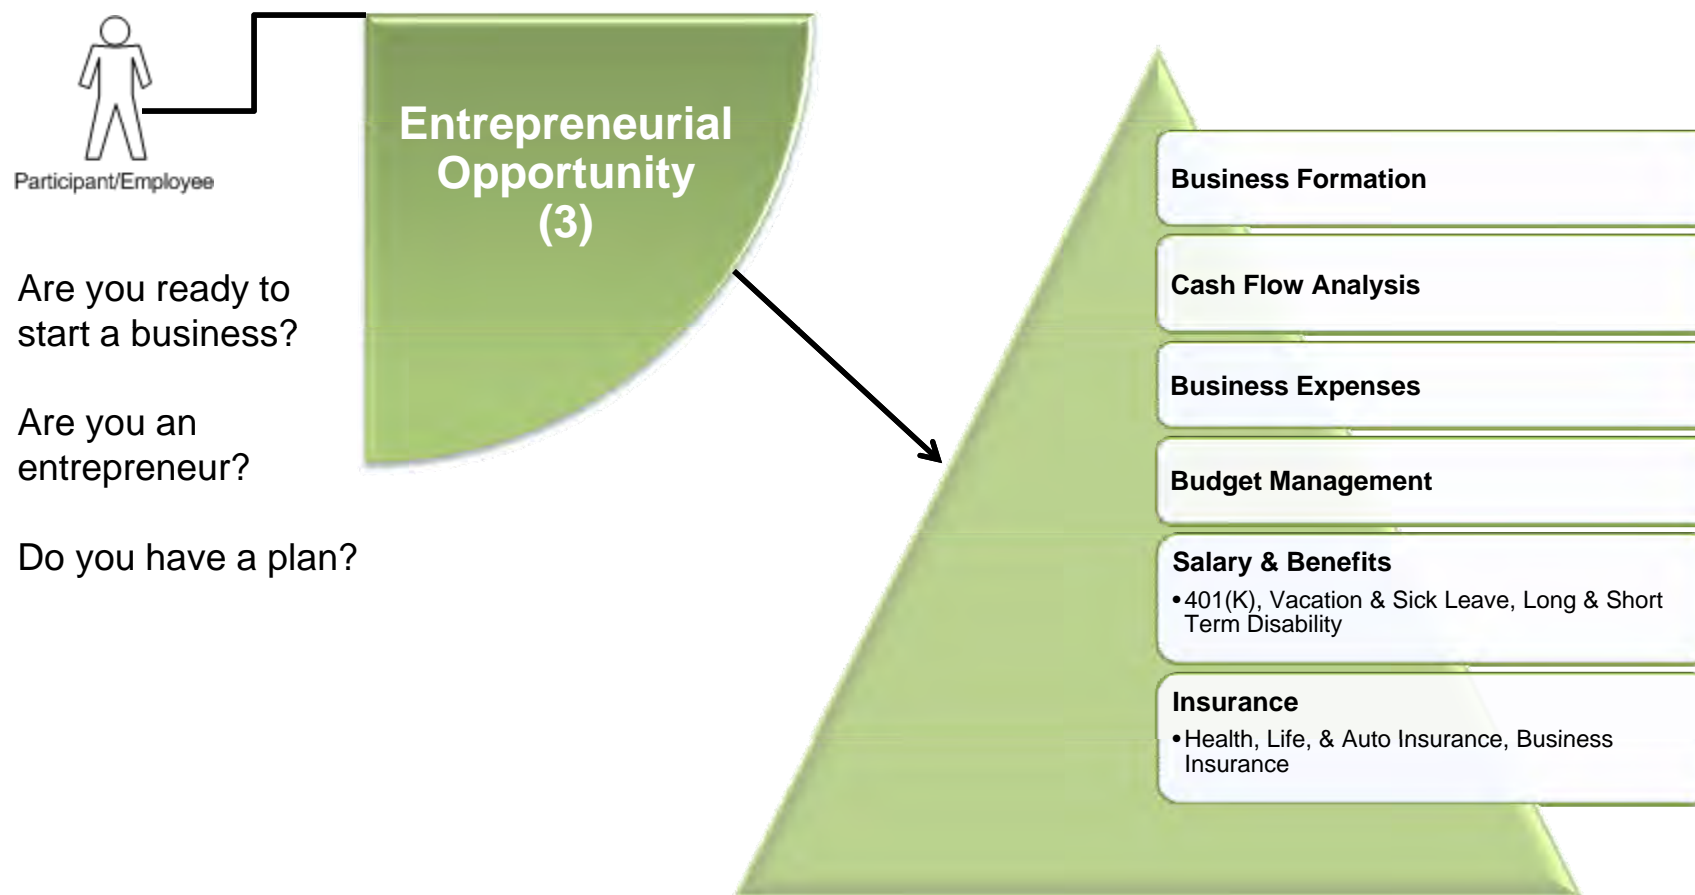 Participant/Employee
Entrepreneurial
Opportunity
(3)
Are you ready to
start a business?
Are you an
entrepreneur?
Do you have a plan?
Business Formation
Cash Flow Analysis
Business Expenses
Budget Management
Salary & Benefits
•401(K), Vacation & Sick Leave, Long & Short
Term Disability
Insurance
•Health, Life, & Auto Insurance, Business
Insurance